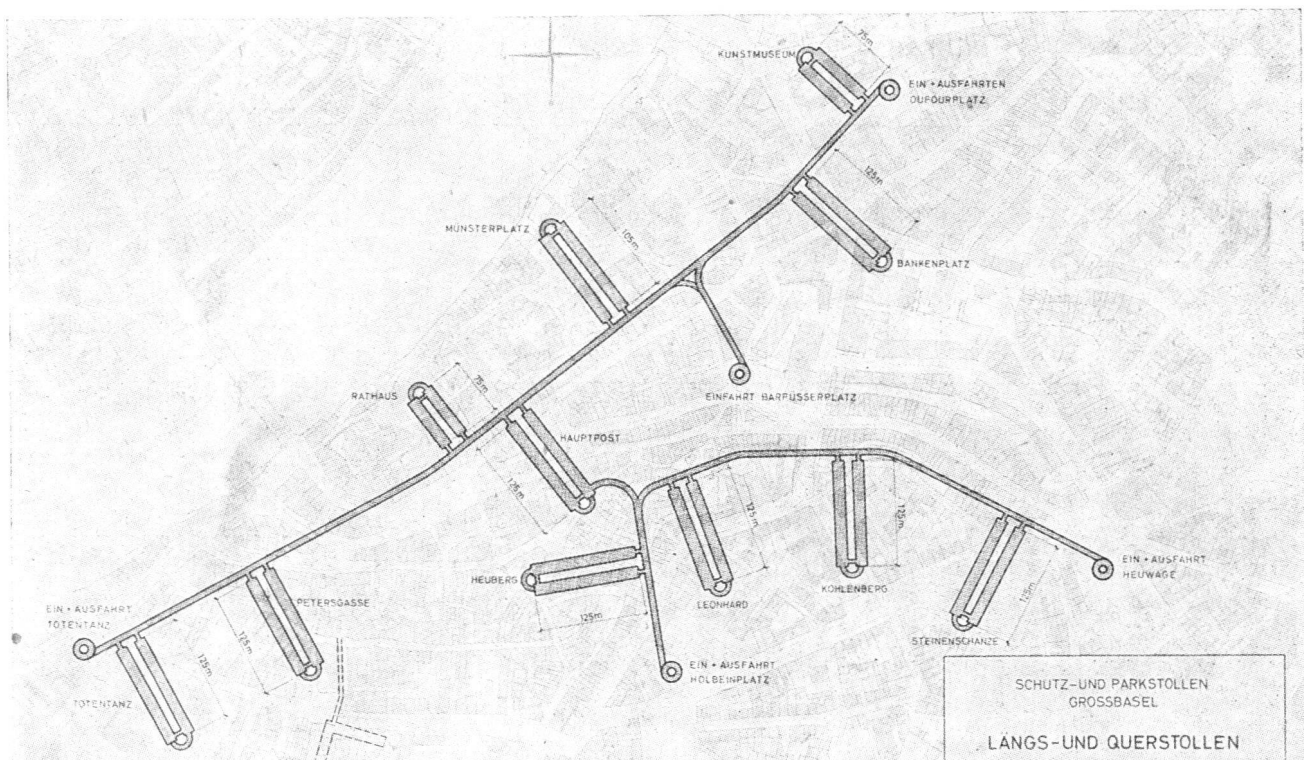 KUNSTMUSEUM
75m.
EIN + AUSFAHRTEN
DUFOURPLATZ
125m.
MÜNSTERPLATZ
105m.
BANKENPLATZ
RATHAUS
75m.
EINFAHRT BARFÜSSERPLATZ
HAUPTPOST
125m.
125m.
125m.
HEUBERG
EIN + AUSFAHRT
HEUWAGE
PETERSGASSE
LEONHARD
KOHLENBERG
EIN + AUSFAHRT
TOTENTANZ
125m.
125m.
125m.
STEINENSCHANZE
125m.
EIN + AUSFAHRT
HOLBEINPLATZ
TOTENTANZ
SCHUTZ-UND PARKSTOLLEN
GROSSBASEL
LÄNGS-UND QUERSTOLLEN